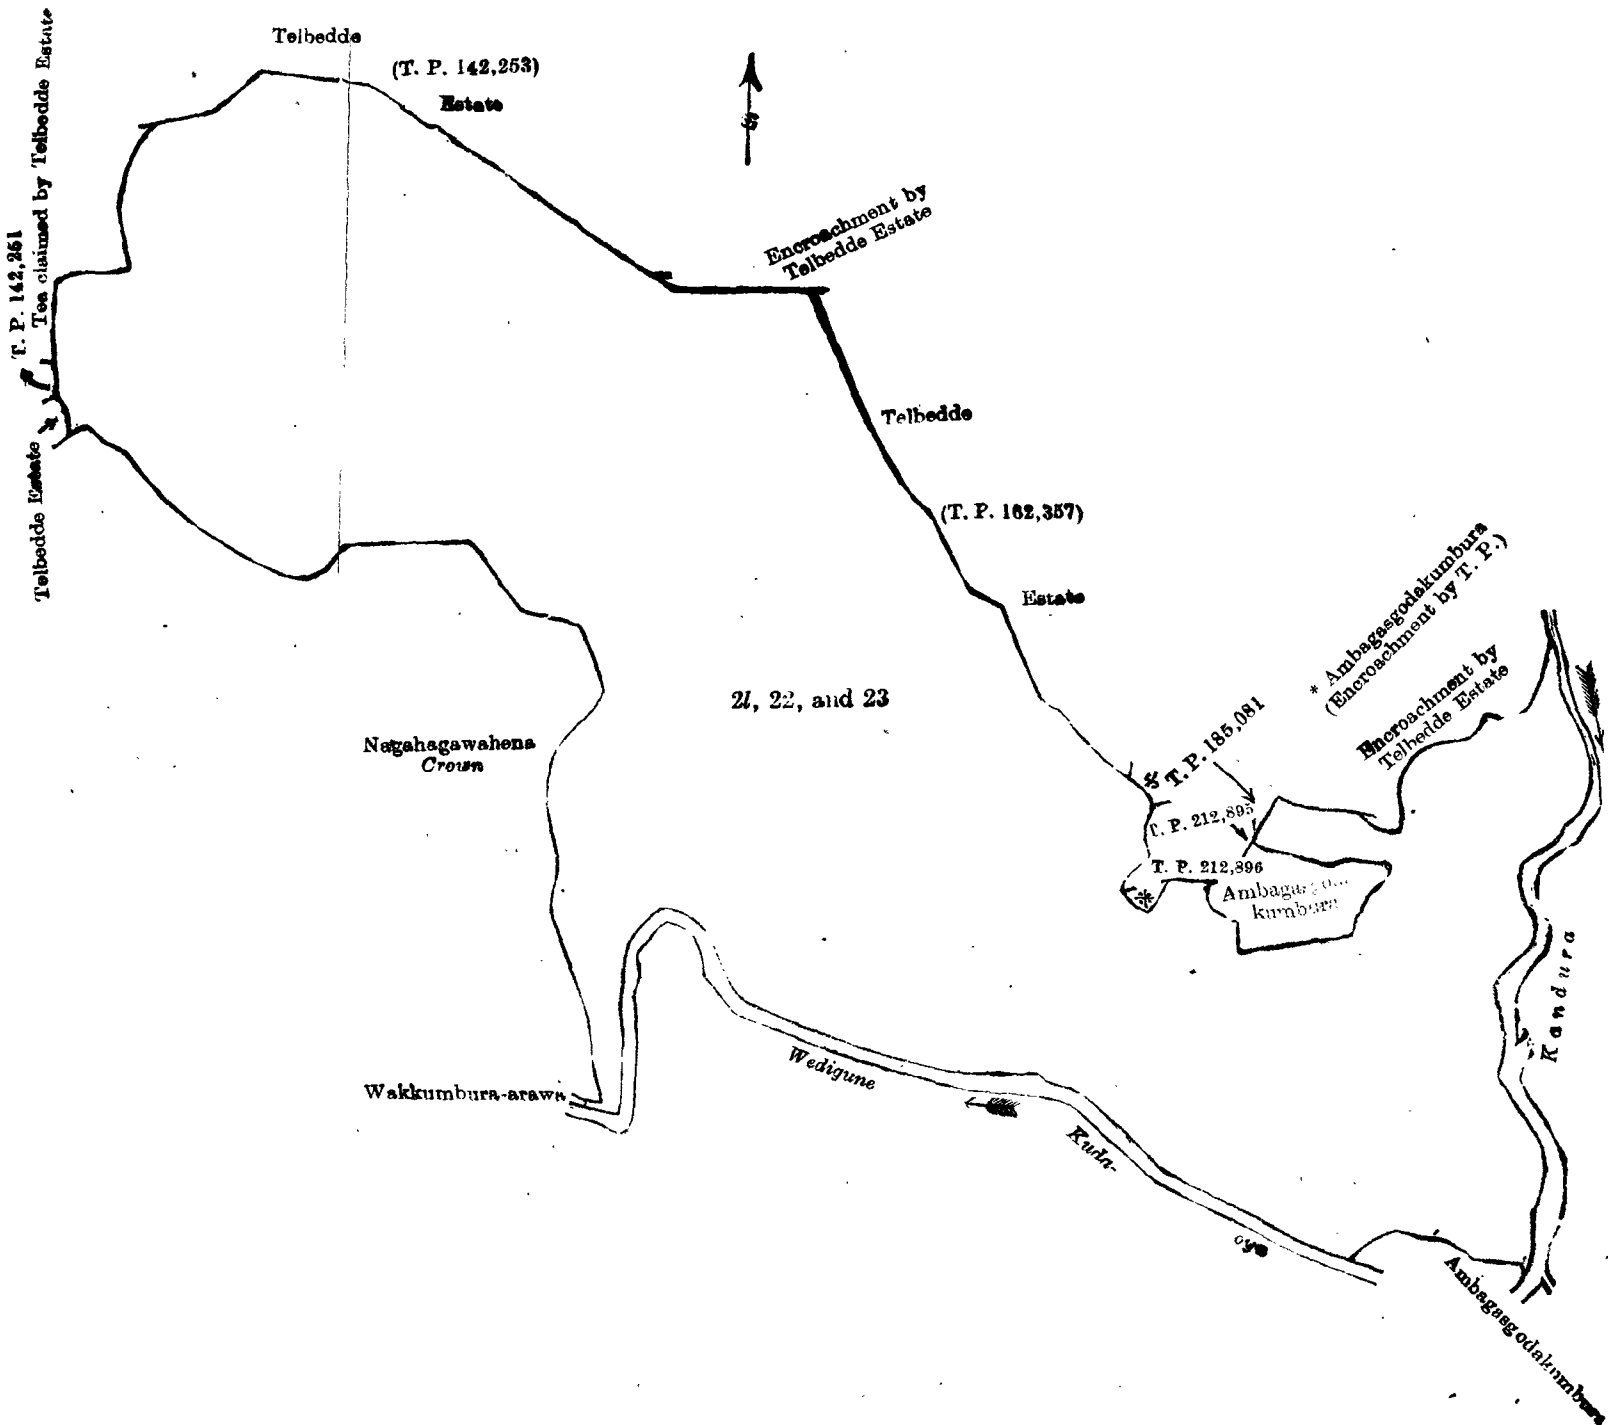 Telbedde
(T. P. 142,253)
Estate
T. P. 142,251
Tea claimed by Telbedde Estate
Telbedde Estate
Encroachment by
Telbedde Estate
Telbedde
(T. P. 162,357)
Estate
* Ambagasgodakumbura
(Encroachment by T. P.)
Encroachment by
Telbedde Estate
21, 22, and 23
T. P. 185,081
T. P. 212,895
T. P. 212,896
kumbura
Nagahagawahena
Crown
Kandura
Wakkumbura-arawa
Wedigune
Kuda-
oya
Ambagasgodakumbura